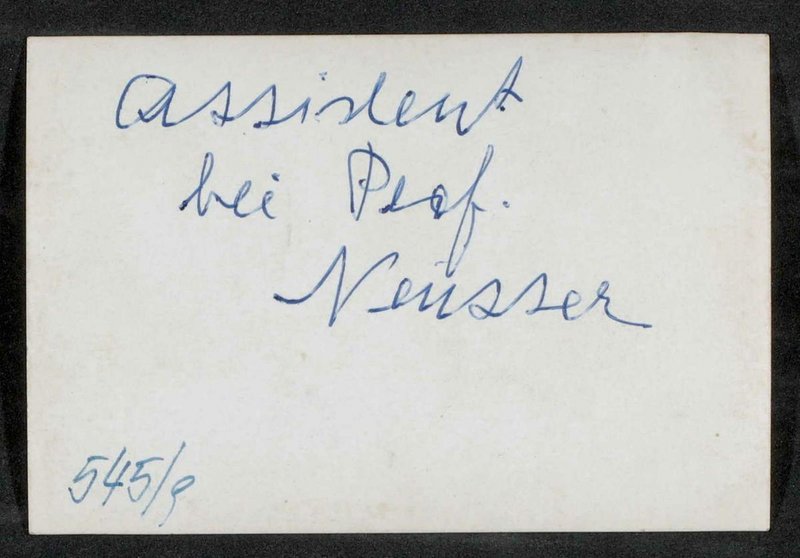 Assistent
bei Prof.
Neusser
545/9